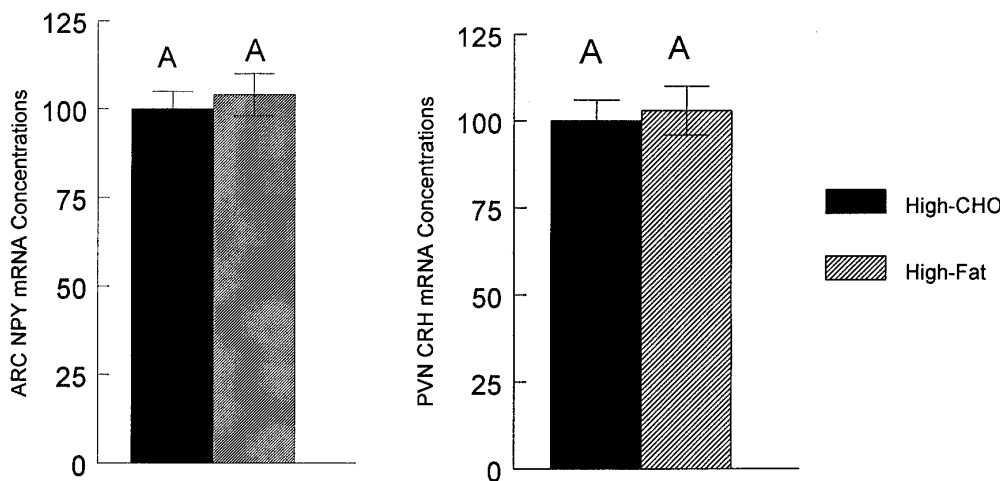 ARC NPY mRNA Concentrations
125
100
75
50
25
0
A
A
PVN CRH mRNA Concentrations
125
100
75
50
25
0
A
A
High-CHO
High-Fat